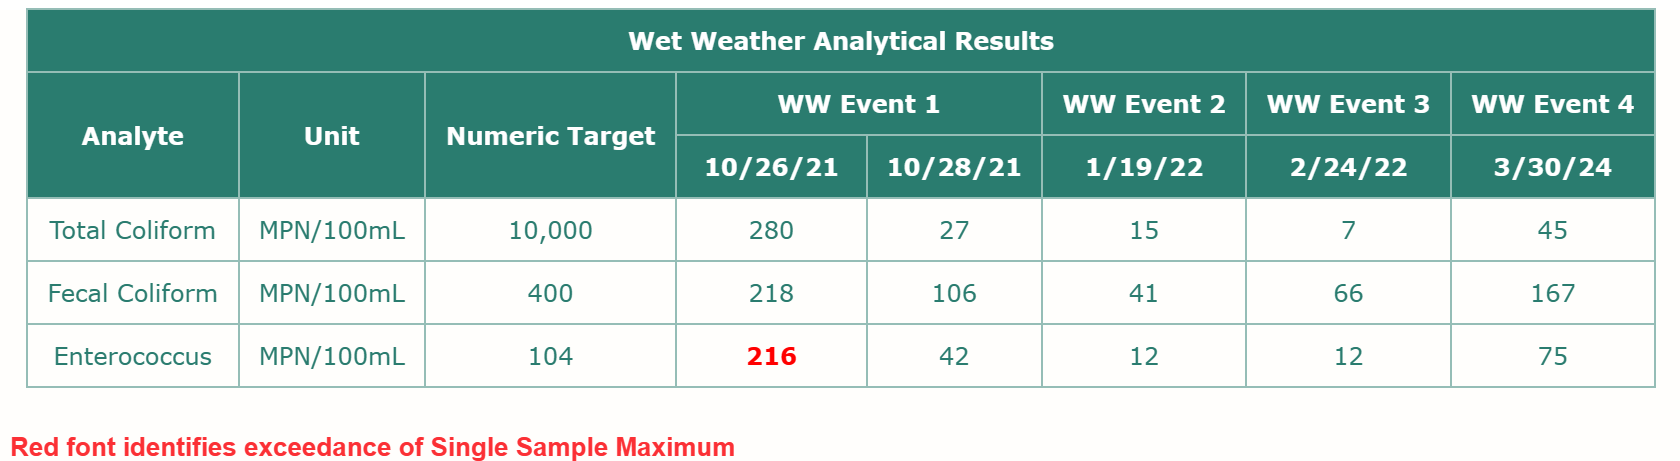 Wet Weather Analytical Results
Analyte Unit Numeric Target WW Event 1 WW Event 2 WW Event 3 WW Event 4
10/26/21 10/28/21 1/19/22 2/24/22 3/30/24
Total Coliform MPN/100mL 10,000 280 27 15 7 45
Fecal Coliform MPN/100mL 400 218 106 41 66 167
Enterococcus MPN/100mL 104 216 42 12 12 75
Red font identifies exceedance of Single Sample Maximum